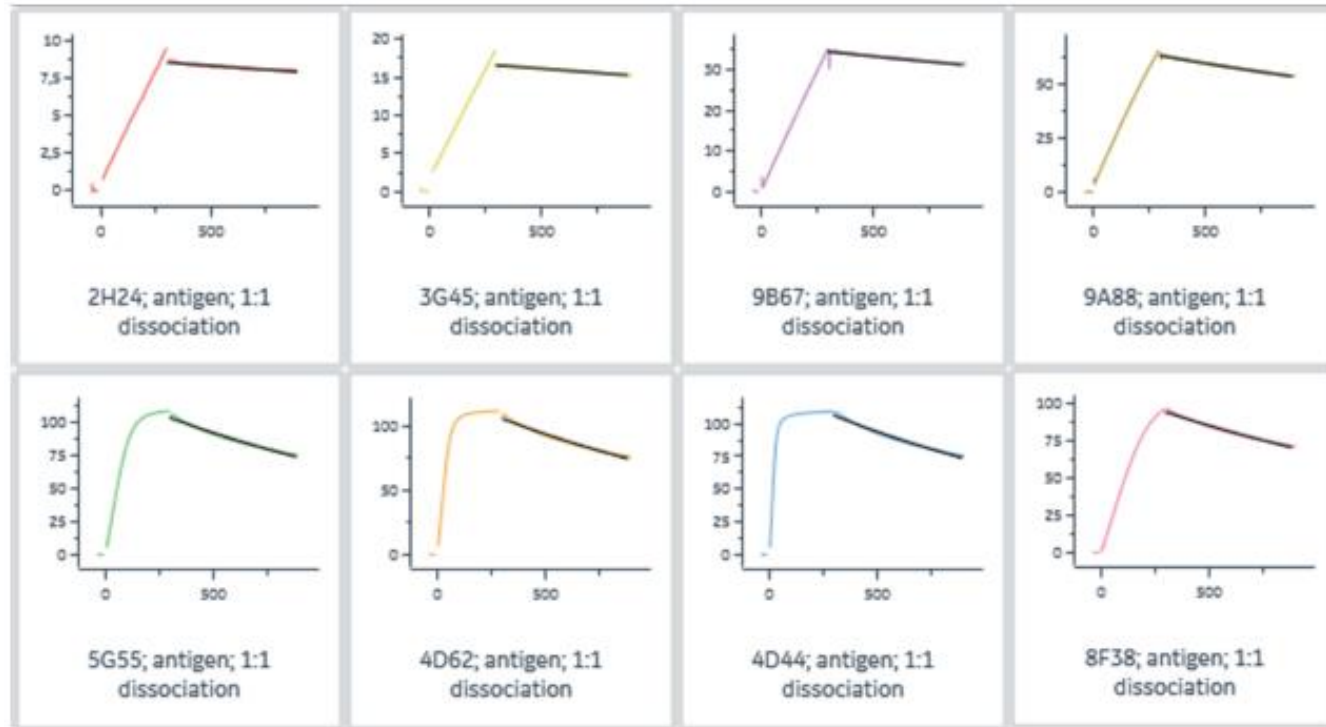 10
7,5
5
2,5
0
0 500
2H24; antigen; 1:1
dissociation
20
15
10
5
0
0 500
3G45; antigen; 1:1
dissociation
30
20
10
0
0 500
9B67; antigen; 1:1
dissociation
50
25
0
0 500
9A88; antigen; 1:1
dissociation
100
75
50
25
0
0 500
5G55; antigen; 1:1
dissociation
100
50
0
0 500
4D62; antigen; 1:1
dissociation
100
75
50
25
0
0 500
4D44; antigen; 1:1
dissociation
100
75
50
25
0
0 500
8F38; antigen; 1:1
dissociation